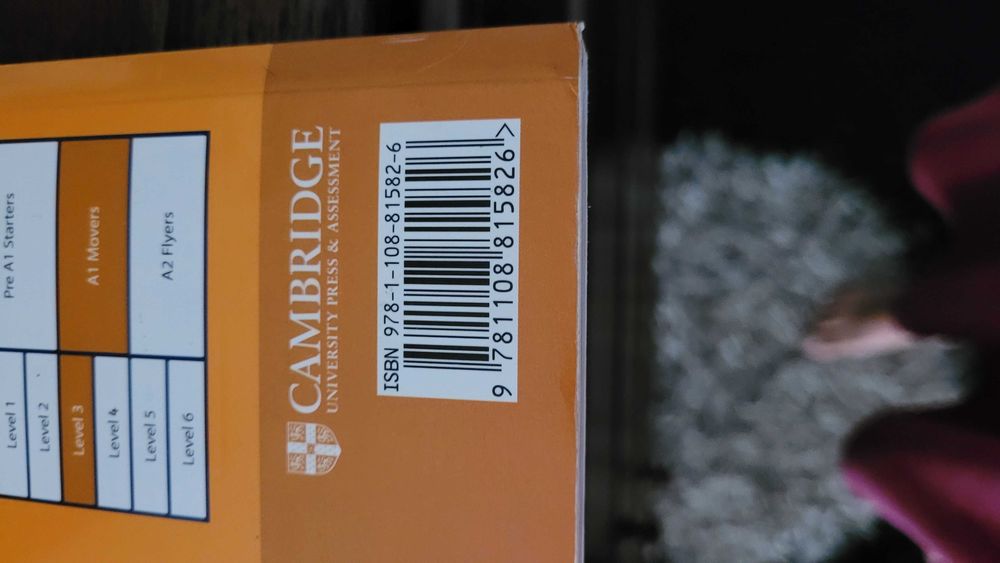 Level 1
Pre A1 Starters
Level 2
Level 3
A1 Movers
Level 4
Level 5
A2 Flyers
Level 6
CAMBRIDGE
UNIVERSITY PRESS & ASSESSMENT
ISBN 978-1-108-81582-6
9 781108 815826 >